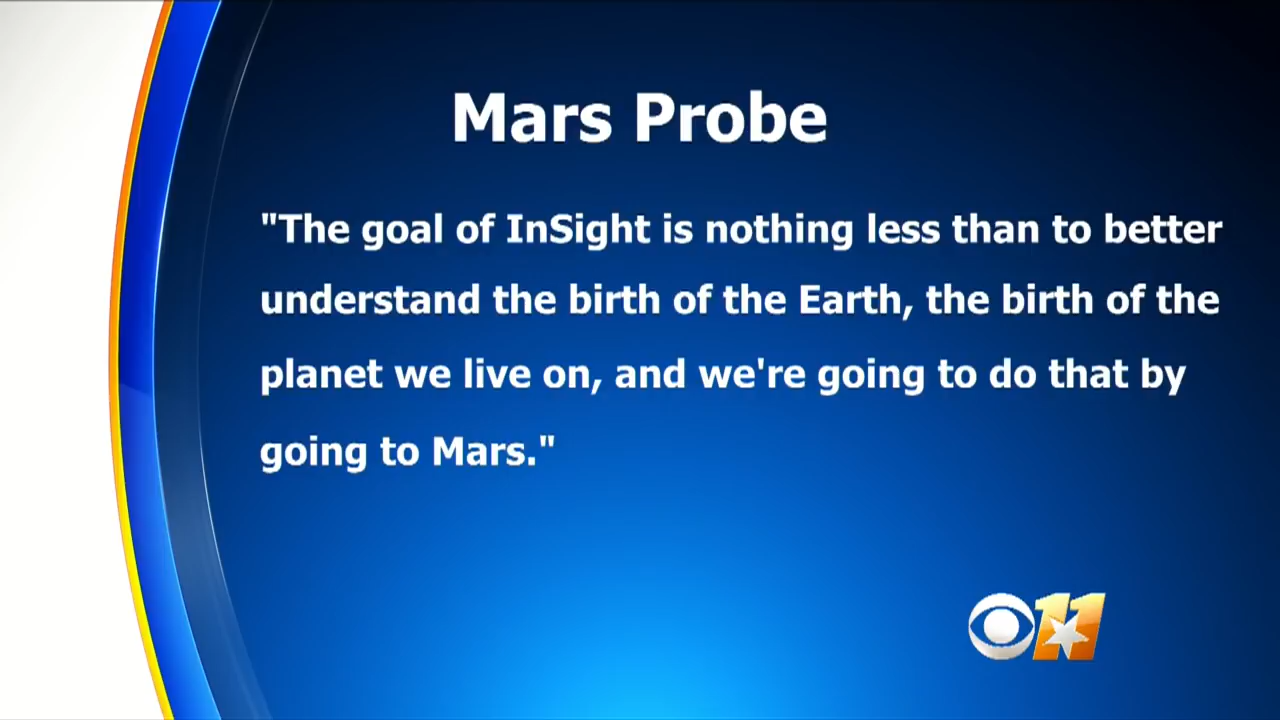 Mars Probe
"The goal of InSight is nothing less than to better
understand the birth of the Earth, the birth of the
planet we live on, and we're going to do that by
going to Mars."
11